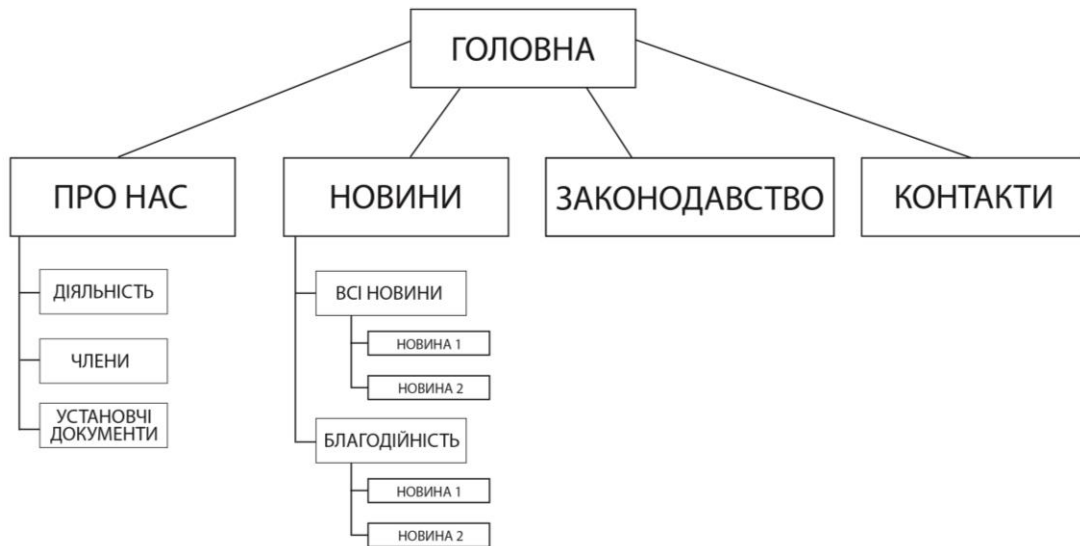 ГОЛОВНА
ПРО НАС
НОВИНИ
ЗАКОНОДАВСТВО
КОНТАКТИ
ДІЯЛЬНІСТЬ
ЧЛЕНИ
УСТАНОВЧІ
ДОКУМЕНТИ
ВСІ НОВИНИ
НОВИНА 1
НОВИНА 2
БЛАГОДІЙНІСТЬ
НОВИНА 1
НОВИНА 2